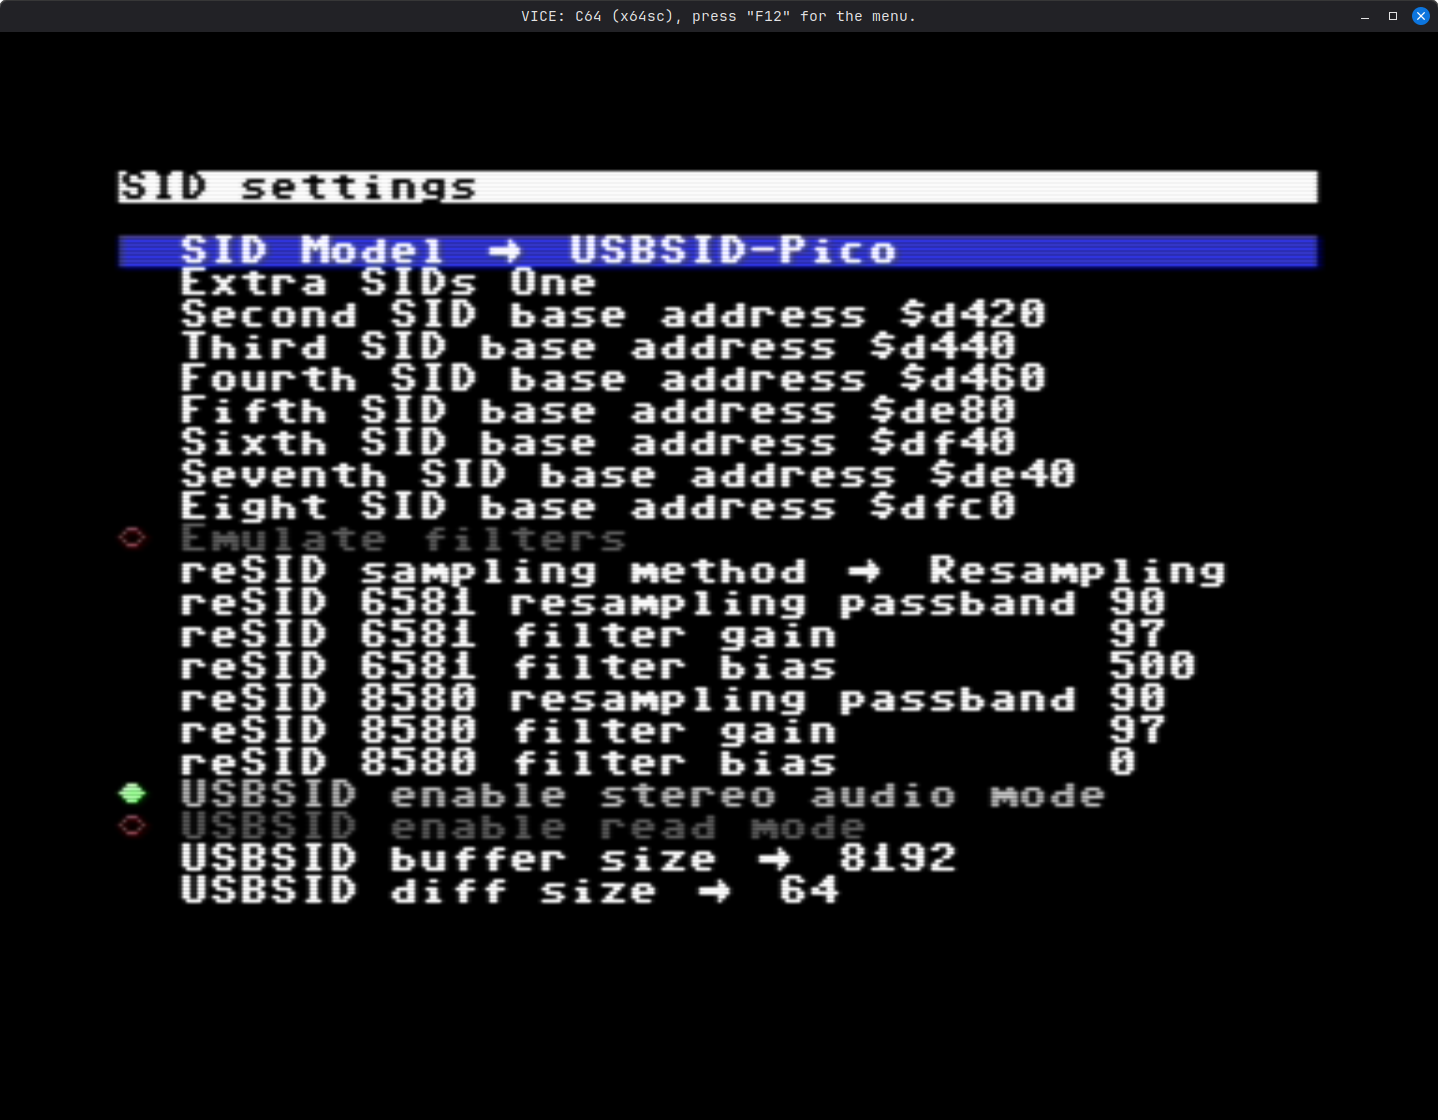 VICE: C64 (x64sc), press "F12" for the menu.
SID settings
SID Model → USBSID-Pico
Extra SIDs One
Second SID base address $d420
Third SID base address $d440
Fourth SID base address $d460
Fifth SID base address $de80
Sixth SID base address $df40
Seventh SID base address $de40
Eight SID base address $dfc0
Emulate filters
reSID sampling method → Resampling
reSID 6581 resampling passband 90
reSID 6581 filter gain 97
reSID 6581 filter bias 500
reSID 8580 resampling passband 90
reSID 8580 filter gain 97
reSID 8580 filter bias 0
USBSID enable stereo audio mode
USBSID enable read mode
USBSID buffer size → 8192
USBSID diff size → 64